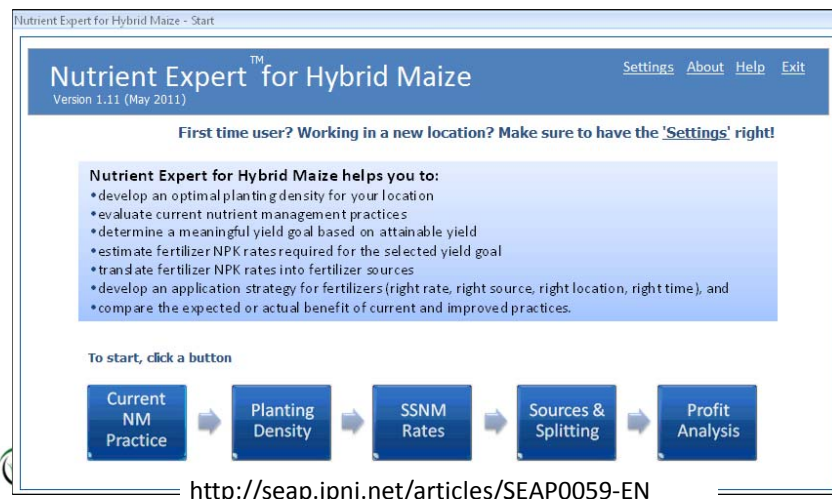 Nutrient Expert for Hybrid Maize - Start
Nutrient Expert™ for Hybrid Maize
Settings About Help Exit
Version 1.11 (May 2011)
First time user? Working in a new location? Make sure to have the 'Settings' right!
Nutrient Expert for Hybrid Maize helps you to:
•develop an optimal planting density for your location
•evaluate current nutrient management practices
•determine a meaningful yield goal based on attainable yield
•estimate fertilizer NPK rates required for the selected yield goal
•translate fertilizer NPK rates into fertilizer sources
•develop an application strategy for fertilizers (right rate, right source, right location, right time), and
•compare the expected or actual benefit of current and improved practices.
To start, click a button
Current
NM
Practice
Planting
Density
SSNM
Rates
Sources &
Splitting
Profit
Analysis
http://seap.ipni.net/articles/SEAP0059-EN